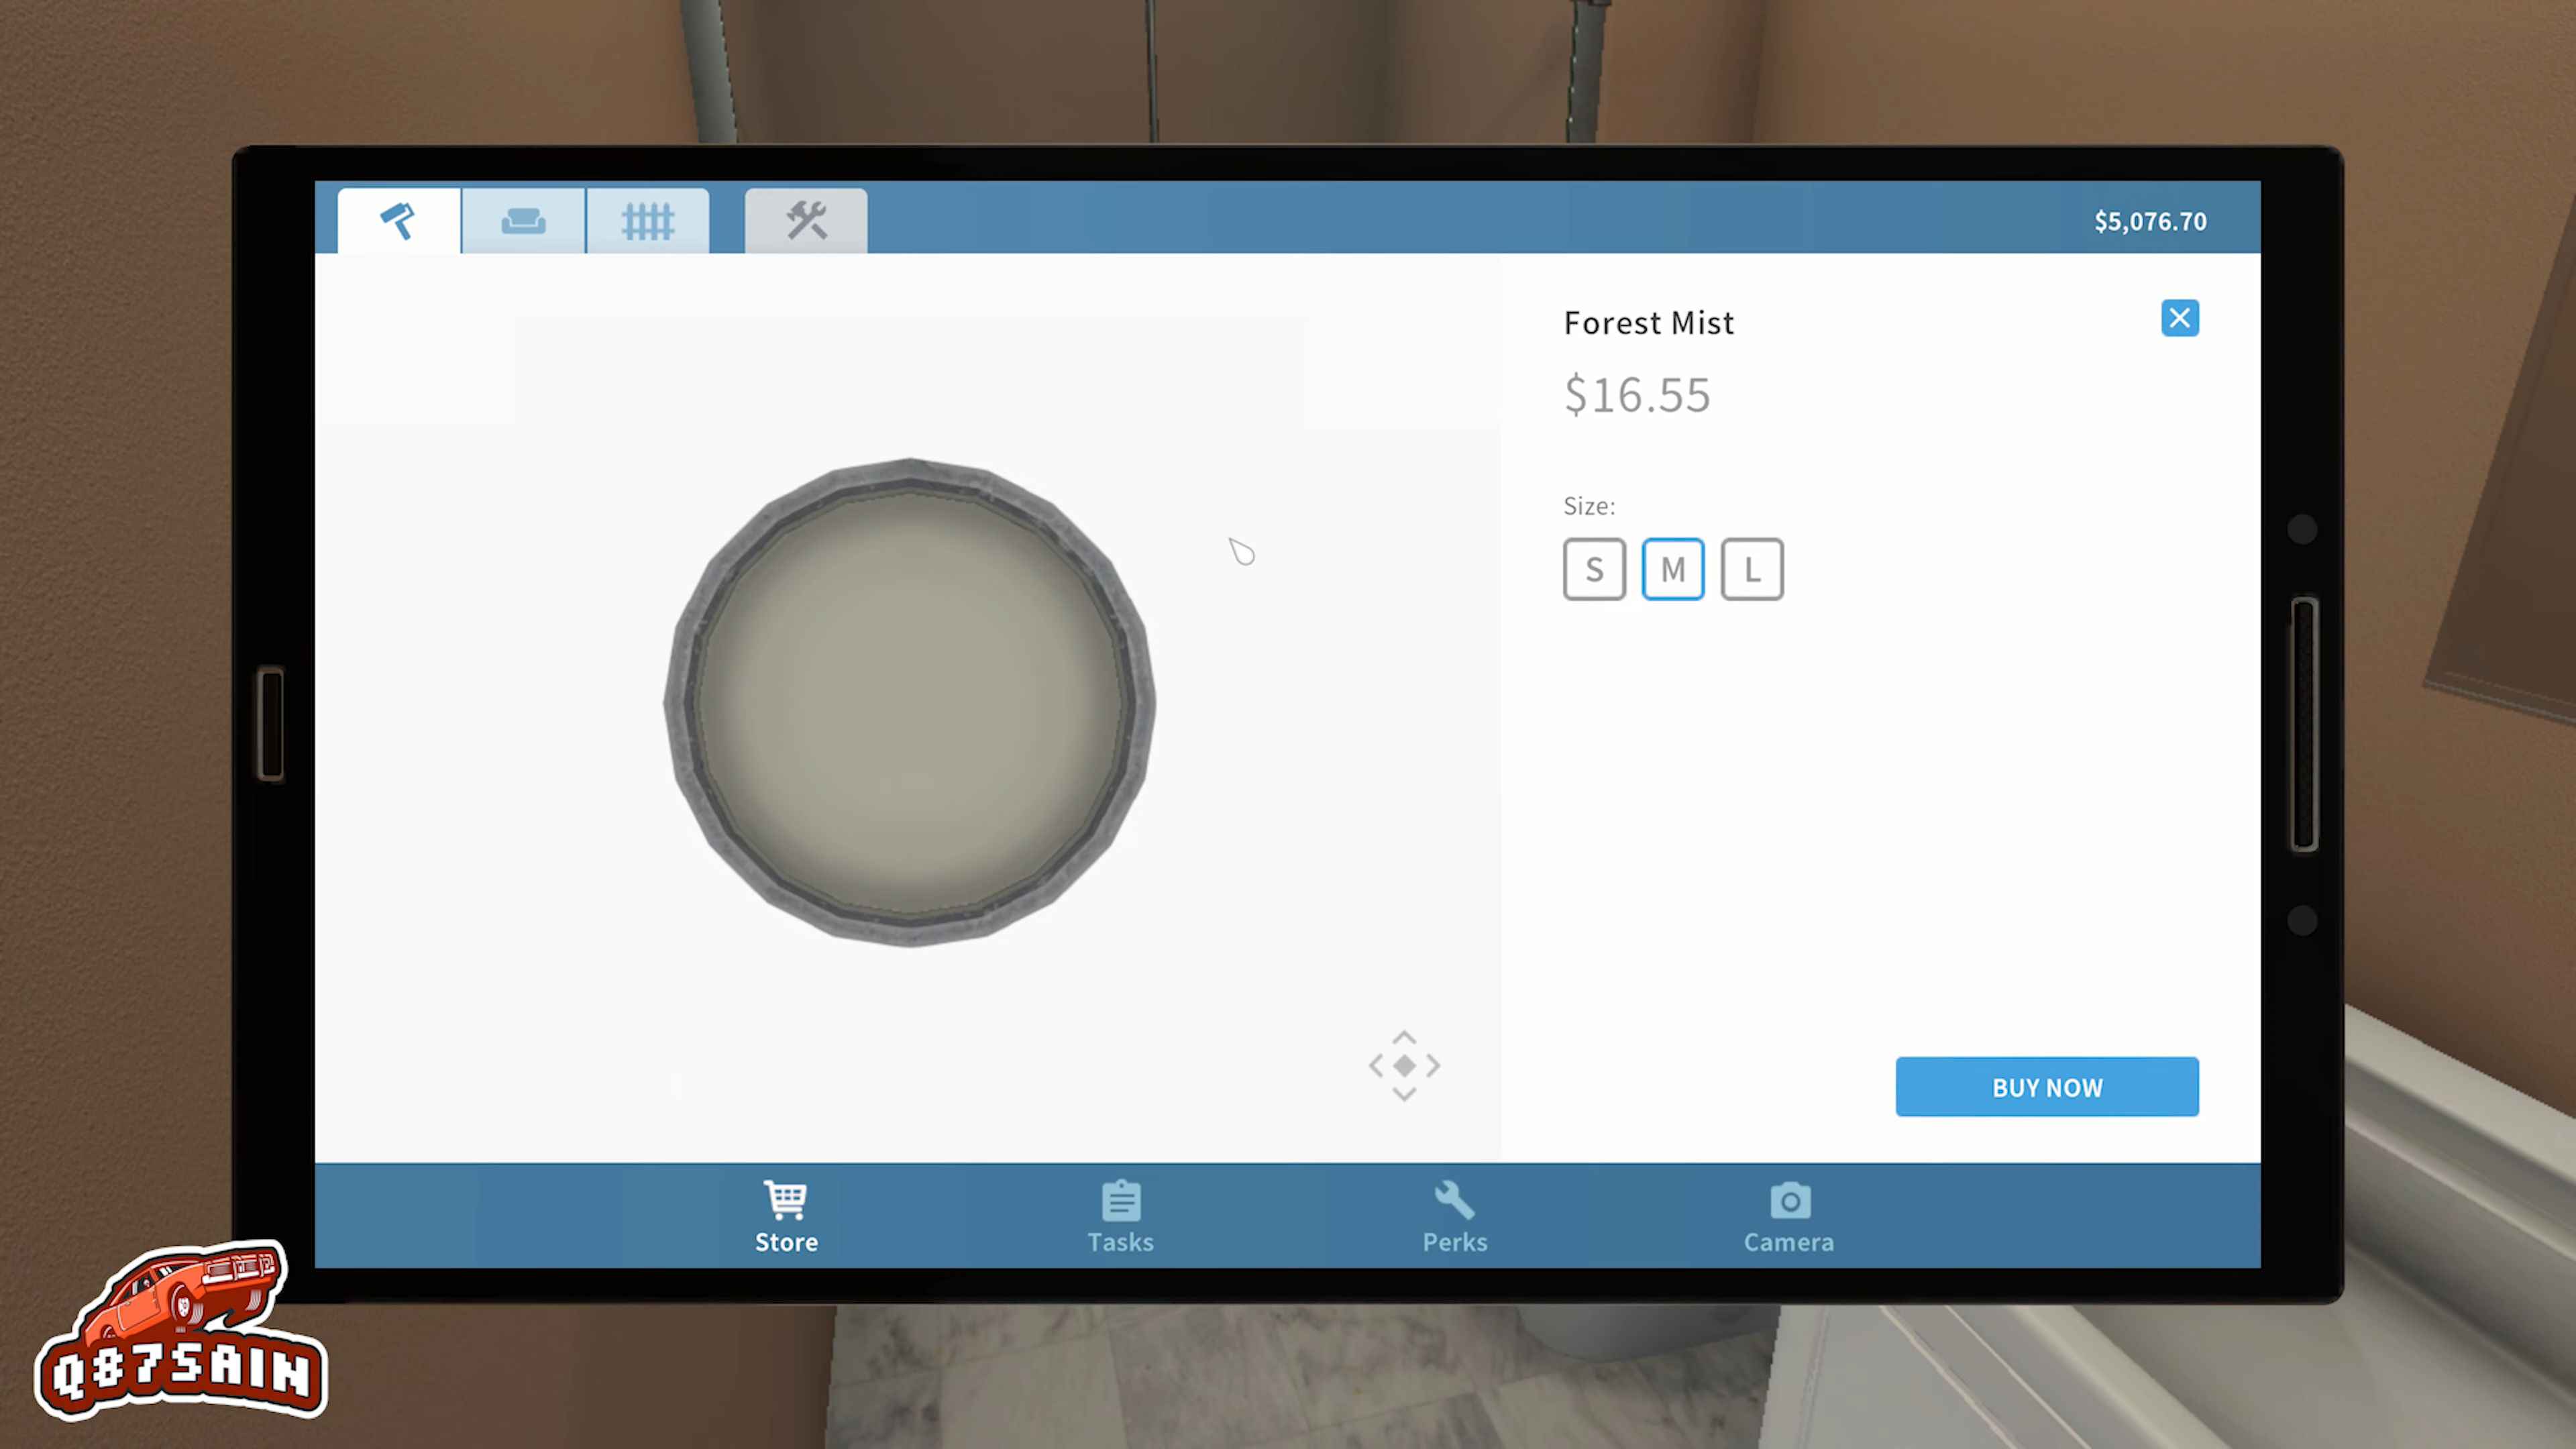 $5,076.70
Forest Mist
$16.55
Size:
S M L
BUY NOW
Store Tasks Perks Camera
Q87SAIN